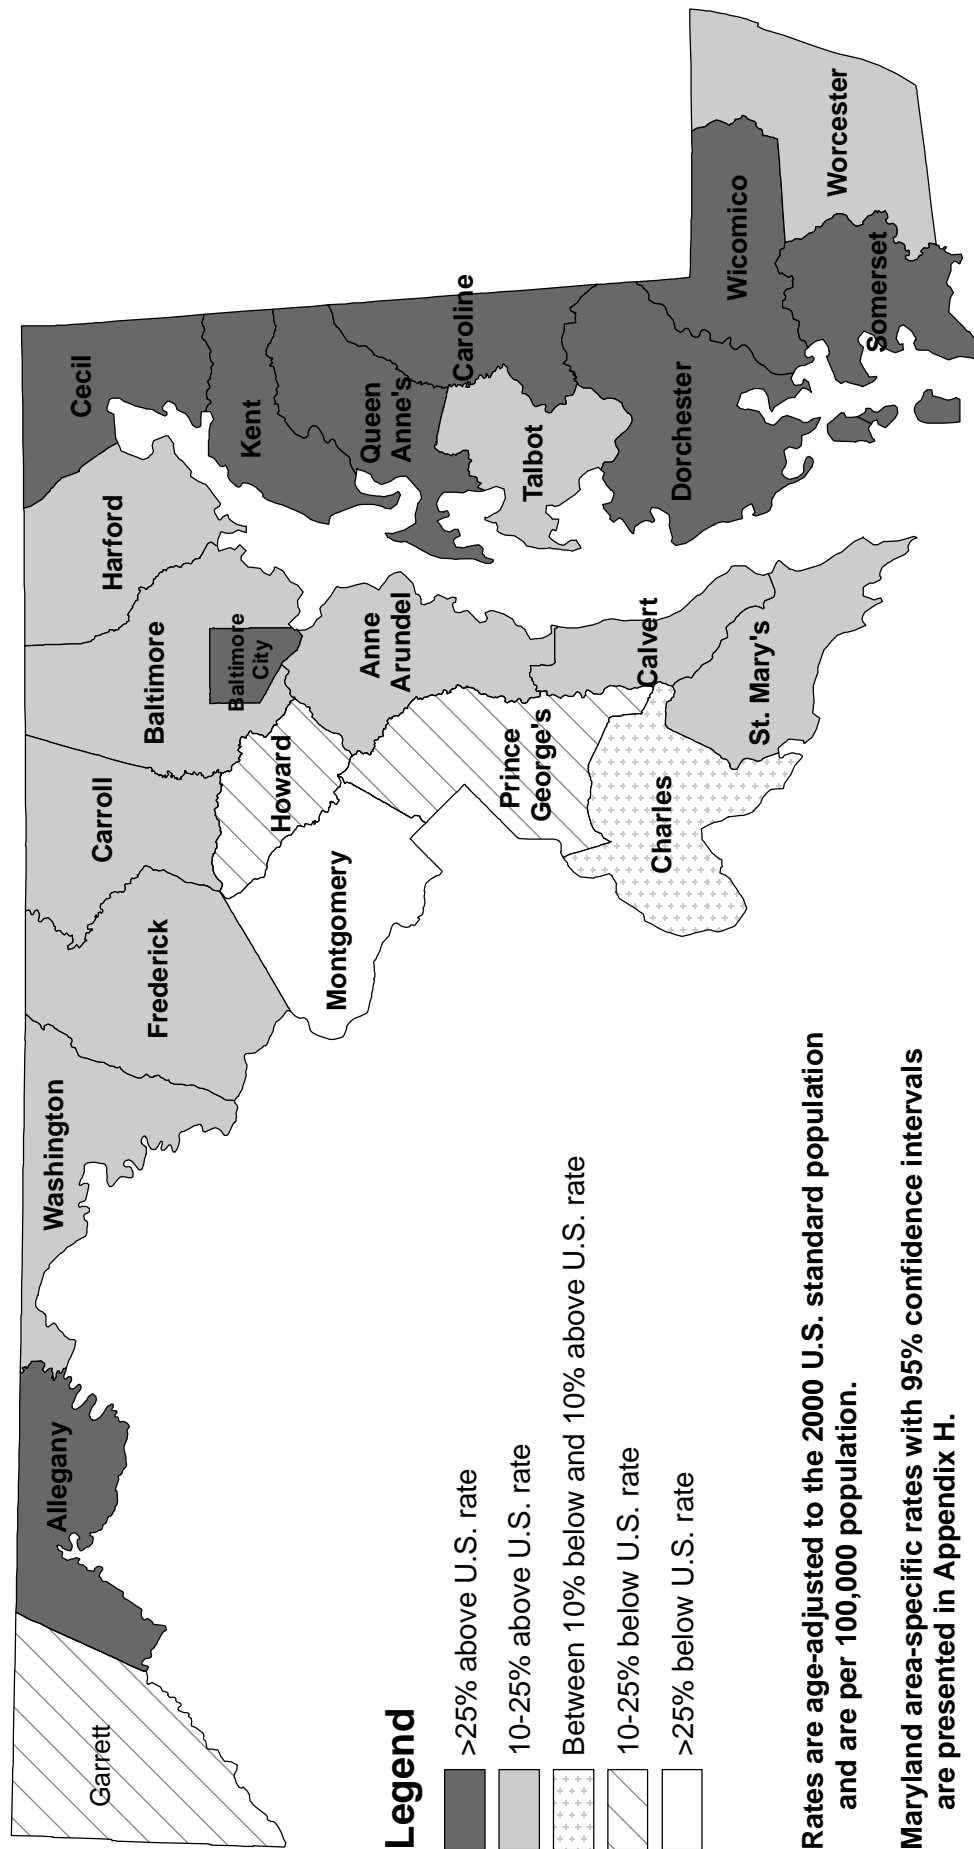 Garrett
Allegany
Washington
Frederick
Carroll
Baltimore
Baltimore
City
Harford
Cecil
Kent
Queen
Anne's
Caroline
Talbot
Dorchester
Wicomico
Somerset
Worcester
Howard
Montgomery
Anne
Arundel
Prince
George's
Calvert
Charles
St. Mary's
Legend
>25% above U.S. rate
10-25% above U.S. rate
Between 10% below and 10% above U.S. rate
10-25% below U.S. rate
>25% below U.S. rate
Rates are age-adjusted to the 2000 U.S. standard population
and are per 100,000 population.
Maryland area-specific rates with 95% confidence intervals
are presented in Appendix H.